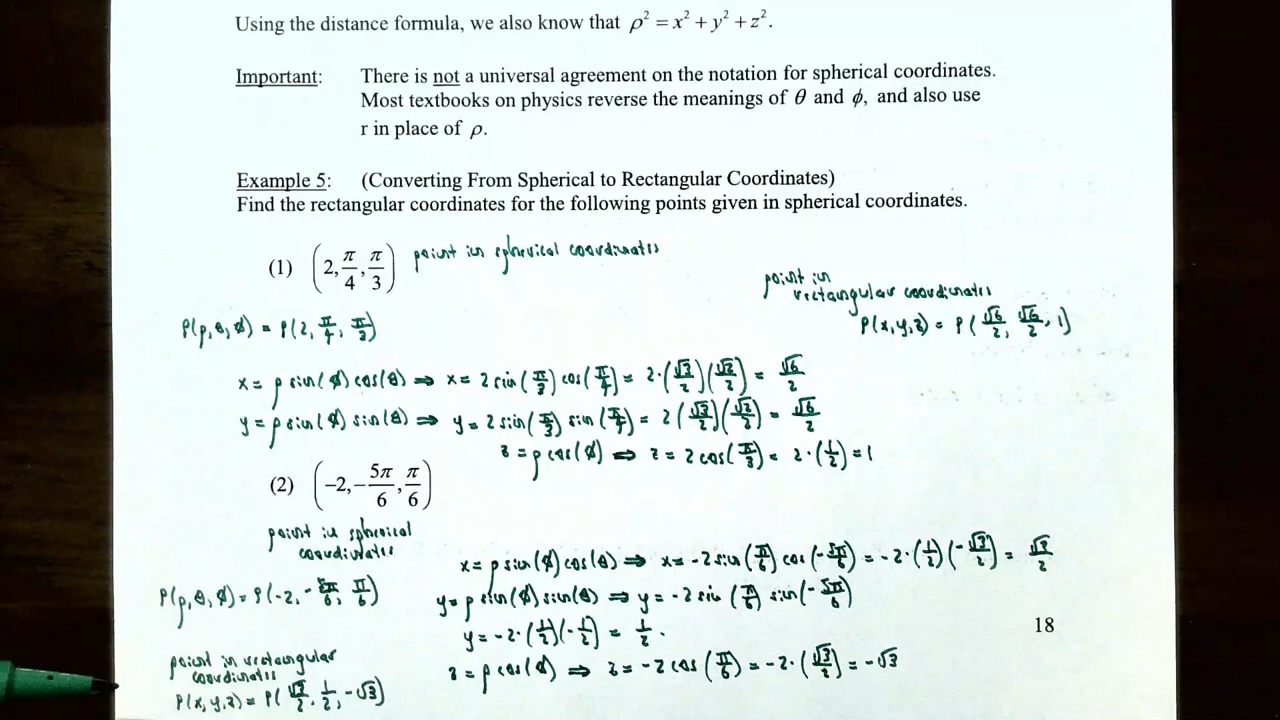 Using the distance formula, we also know that ρ² = x² + y² + z².
Important: There is not a universal agreement on the notation for spherical coordinates.
Most textbooks on physics reverse the meanings of θ and ϕ, and also use
r in place of ρ.
Example 5: (Converting From Spherical to Rectangular Coordinates)
Find the rectangular coordinates for the following points given in spherical coordinates.
(1) (2, π/4, π/3) point in spherical coordinates
point in
rectangular coordinates
P(ρ,θ,ϕ) = P(2, π/4, π/3)
P(x,y,z) = P(√6/2, √6/2, 1)
x = ρ sin(ϕ) cos(θ) ⇒ x = 2 sin(π/3) cos(π/4) = 2·(√3/2)(√2/2) = √6/2
y = ρ sin(ϕ) sin(θ) ⇒ y = 2 sin(π/3) sin(π/4) = 2(√3/2)(√2/2) = √6/2
z = ρ cos(ϕ) ⇒ z = 2 cos(π/3) = 2·(1/2) = 1
(2) (−2, −5π/6, π/6)
point in spherical
coordinates
x = ρ sin(ϕ) cos(θ) ⇒ x = -2 sin(π/6) cos(-5π/6) = -2·(1/2)(-√3/2) = √3/2
P(ρ,θ,ϕ) = P(-2, -5π/6, π/6)
y = ρ sin(ϕ) sin(θ) ⇒ y = -2 sin(π/6) sin(-5π/6)
y = -2·(1/2)(-1/2) = 1/2.
18
z = ρ cos(ϕ) ⇒ z = -2 cos(π/6) = -2·(√3/2) = -√3
point in rectangular
coordinates
P(x,y,z) = P(√3/2, 1/2, -√3)